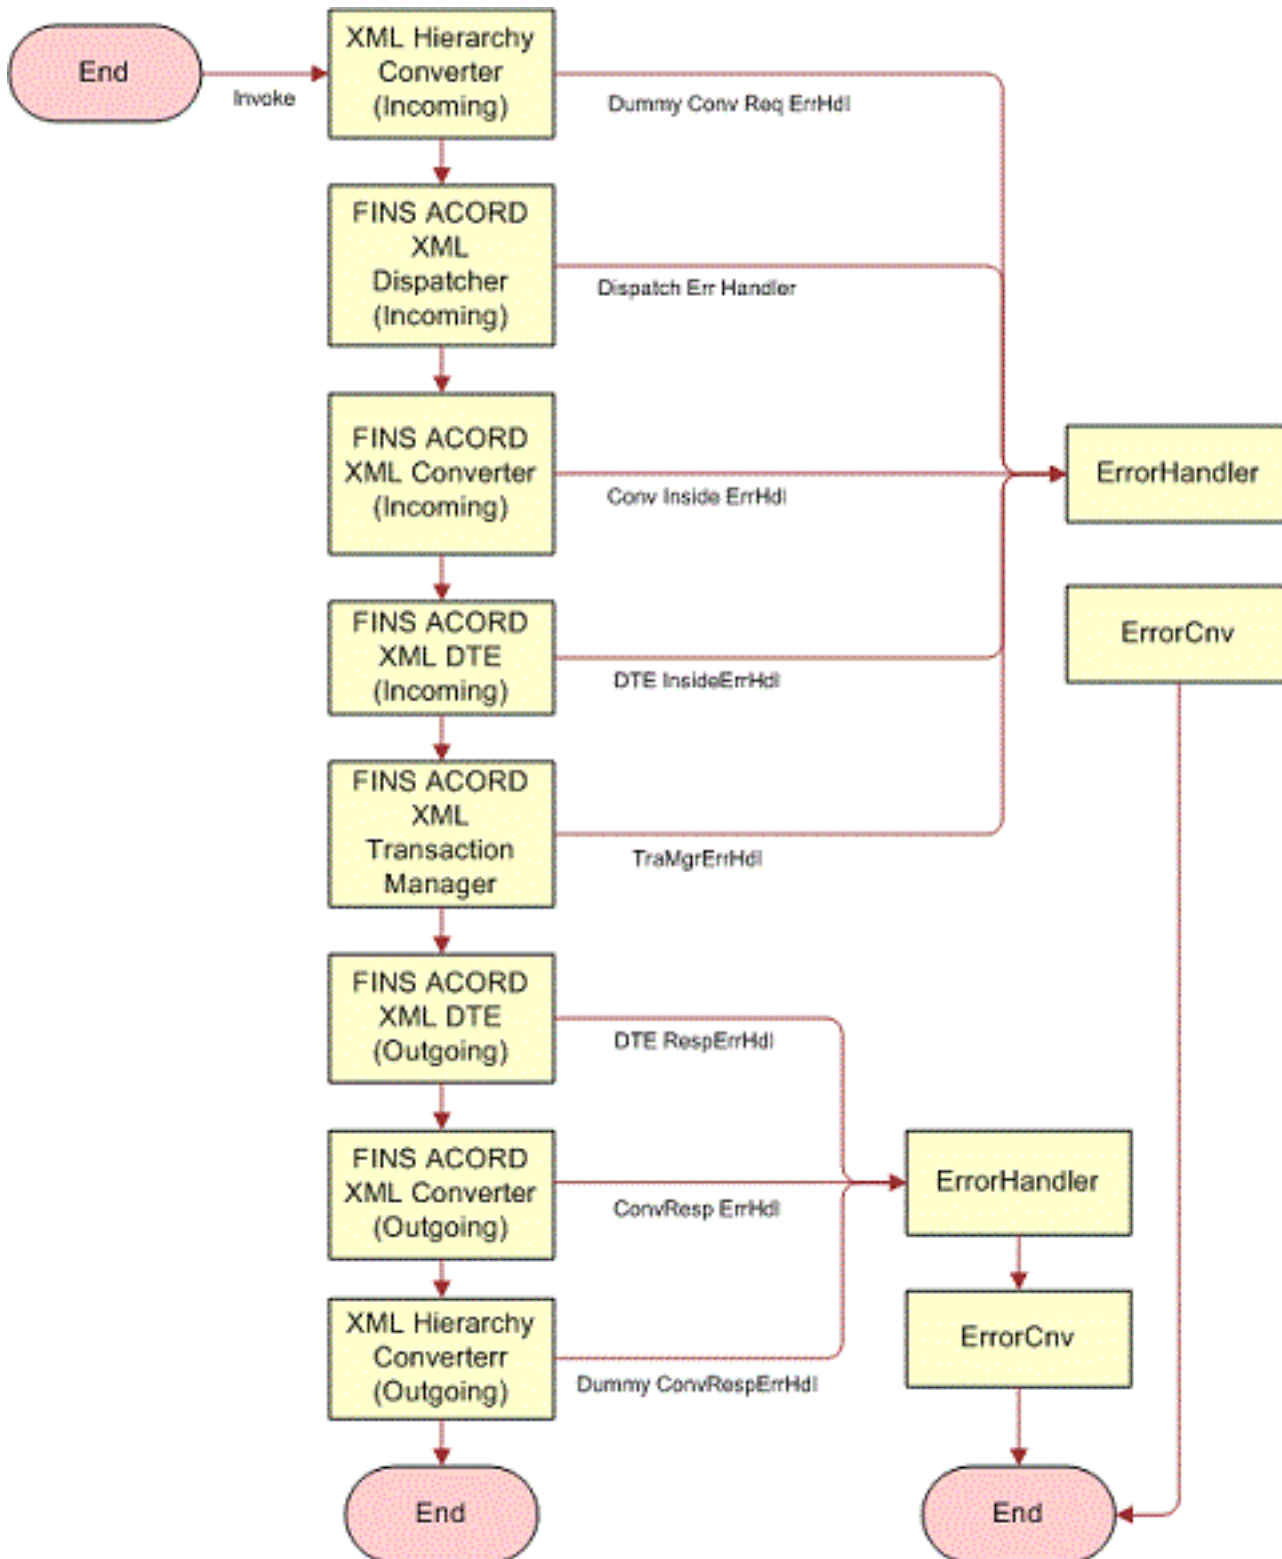 End
Invoke
XML Hierarchy
Converter
(Incoming)
Dummy Conv Req ErrHdl
FINS ACORD
XML
Dispatcher
(Incoming)
Dispatch Err Handler
FINS ACORD
XML Converter
(Incoming)
Conv Inside ErrHdl
ErrorHandler
ErrorCnv
FINS ACORD
XML DTE
(Incoming)
DTE InsideErrHdl
FINS ACORD
XML
Transaction
Manager
TraMgrErrHdl
FINS ACORD
XML DTE
(Outgoing)
DTE RespErrHdl
FINS ACORD
XML Converter
(Outgoing)
ConvResp ErrHdl
ErrorHandler
XML Hierarchy
Converterr
(Outgoing)
Dummy ConvRespErrHdl
ErrorCnv
End
End